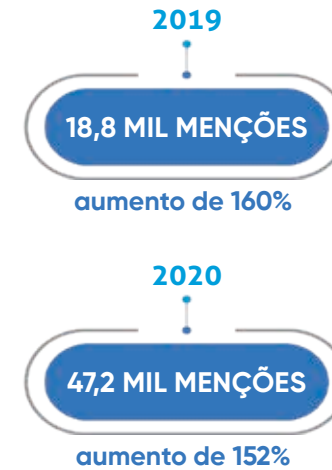 2019
18,8 MIL MENÇÕES
aumento de 160%
2020
47,2 MIL MENÇÕES
aumento de 152%